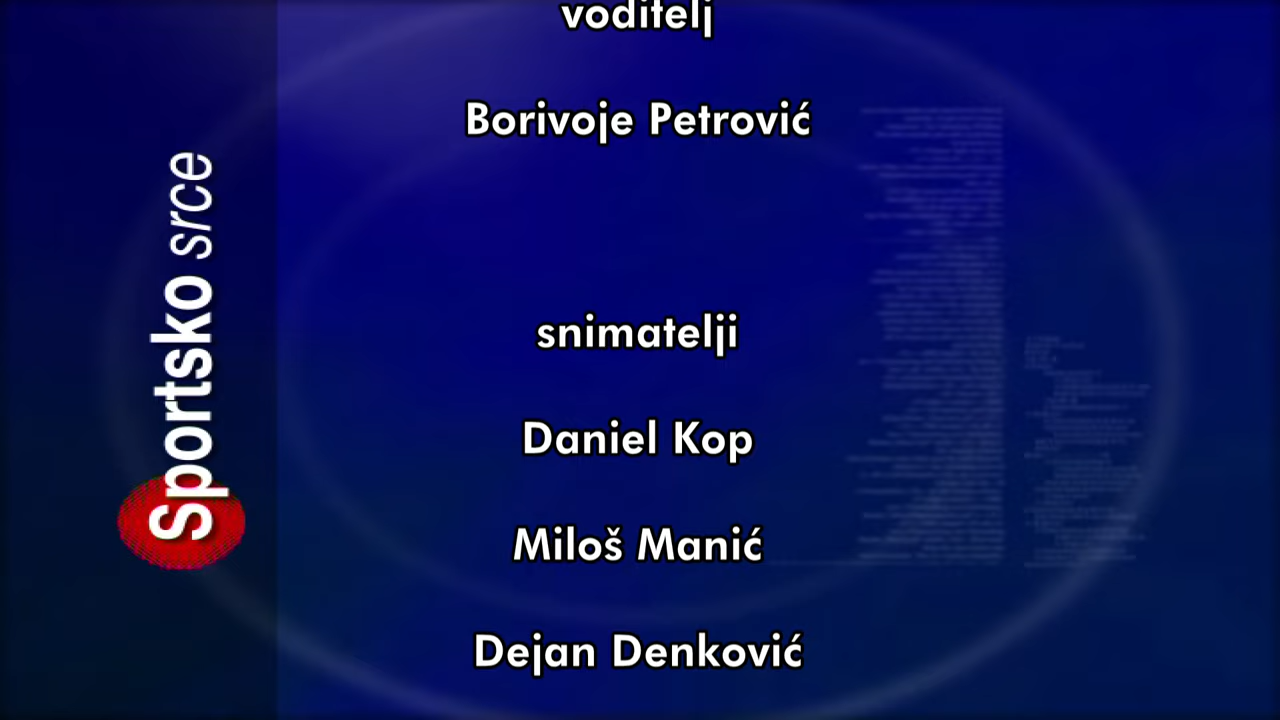 voditelj
Borivoje Petrović
Sportsko srce
snimatelji
Daniel Kop
Miloš Manić
Dejan Denković